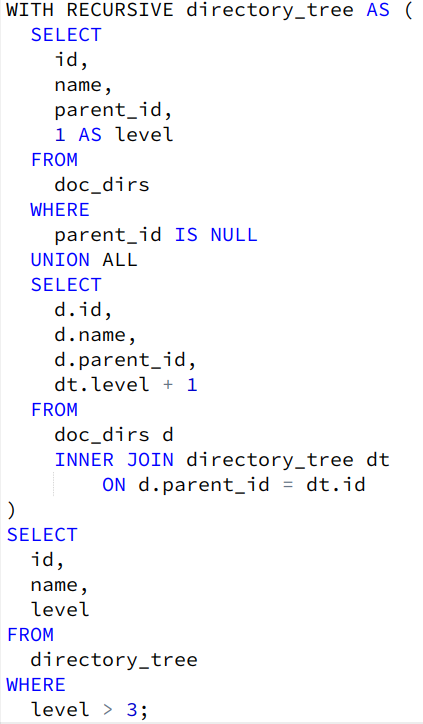 WITH RECURSIVE directory_tree AS (
  SELECT
    id,
    name,
    parent_id,
    1 AS level
  FROM
    doc_dirs
  WHERE
    parent_id IS NULL
  UNION ALL
  SELECT
    d.id,
    d.name,
    d.parent_id,
    dt.level + 1
  FROM
    doc_dirs d
    INNER JOIN directory_tree dt
        ON d.parent_id = dt.id
)
SELECT
  id,
  name,
  level
FROM
  directory_tree
WHERE
  level > 3;